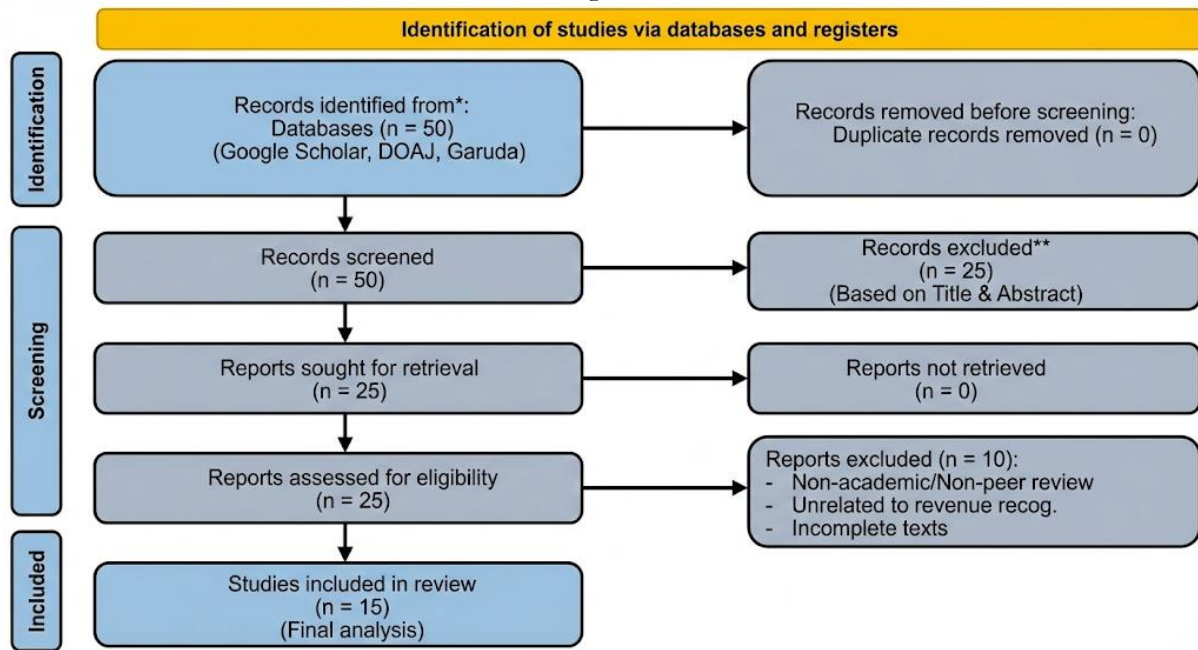 Identification of studies via databases and registers
Identification
Records identified from*:
Databases (n = 50)
(Google Scholar, DOAJ, Garuda)
Records removed before screening:
Duplicate records removed (n = 0)
Screening
Records screened
(n = 50)
Records excluded**
(n = 25)
(Based on Title & Abstract)
Reports sought for retrieval
(n = 25)
Reports not retrieved
(n = 0)
Reports assessed for eligibility
(n = 25)
Reports excluded (n = 10):
- Non-academic/Non-peer review
- Unrelated to revenue recog.
- Incomplete texts
Included
Studies included in review
(n = 15)
(Final analysis)